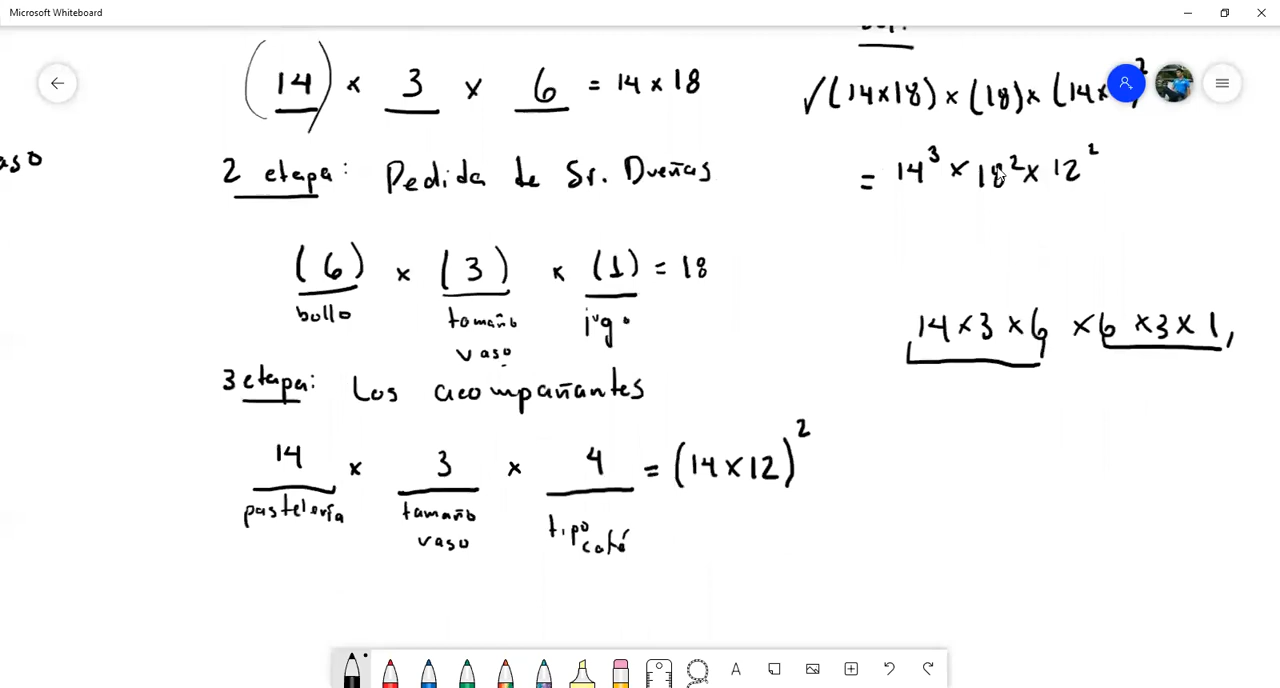 Microsoft Whiteboard
(14) × 3 × 6 = 14 × 18
aso
2 etapa: Pedida de Sr. Dueñas
(6) × (3) × (1) = 18
bollo tamaño vaso jugo
3 etapa: Los acompañantes
14 × 3 × 4 = (14 × 12)²
pastelería tamaño vaso tipo café
√(14×18) × (18) × (14×
= 14³ × 18² × 12²
14 × 3 × 6 × 6 × 3 × 1,
A